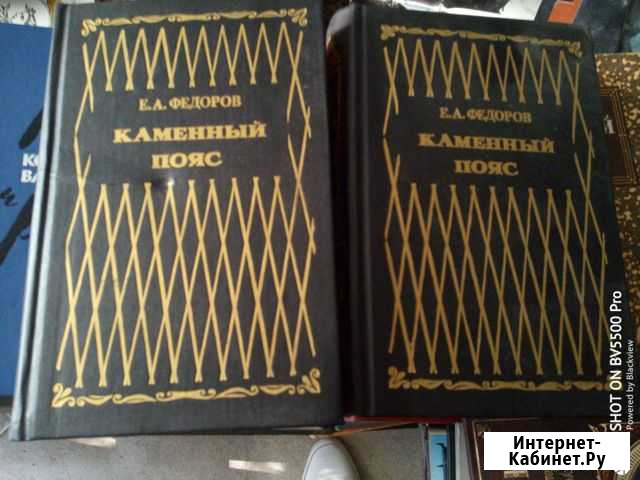 Е.А. ФЕДОРОВ
КАМЕННЫЙ
ПОЯС
Е.А. ФЕДОРОВ
КАМЕННЫЙ
ПОЯС
SHOT ON BV5500 Pro
Powered by Blackview
Интернет-
Кабинет.Ру